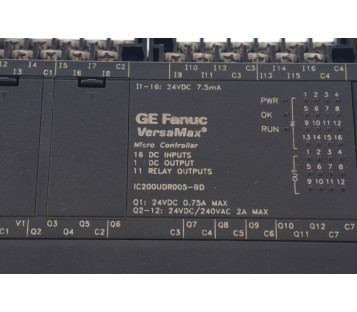 I10 I12 C2 I14 I16 C4
I9 I11 C3 I13 I15 C4
I2 I4 C1 I5 I7 C2
I3 C1 I6 I8
I1-16: 24VDC 7.5mA
GE Fanuc
VersaMax®
Micro Controller
16 DC INPUTS
1 DC OUTPUT
11 RELAY OUTPUTS
IC200UDR005-BD
Q1: 24VDC 0.75A MAX
Q2-12: 24VDC/240VAC 2A MAX
PWR
OK
RUN
1 2 3 4
5 6 7 8
9 10 11 12
13 14 15 16
OUT
1 2 3 4
5 6 7 8
9 10 11 12
V1 Q3 Q5 Q6 Q7 Q8 Q9 Q10 Q12 C7
C1 Q2 Q4 C2 C3 C4 C5 C6 Q11 C7